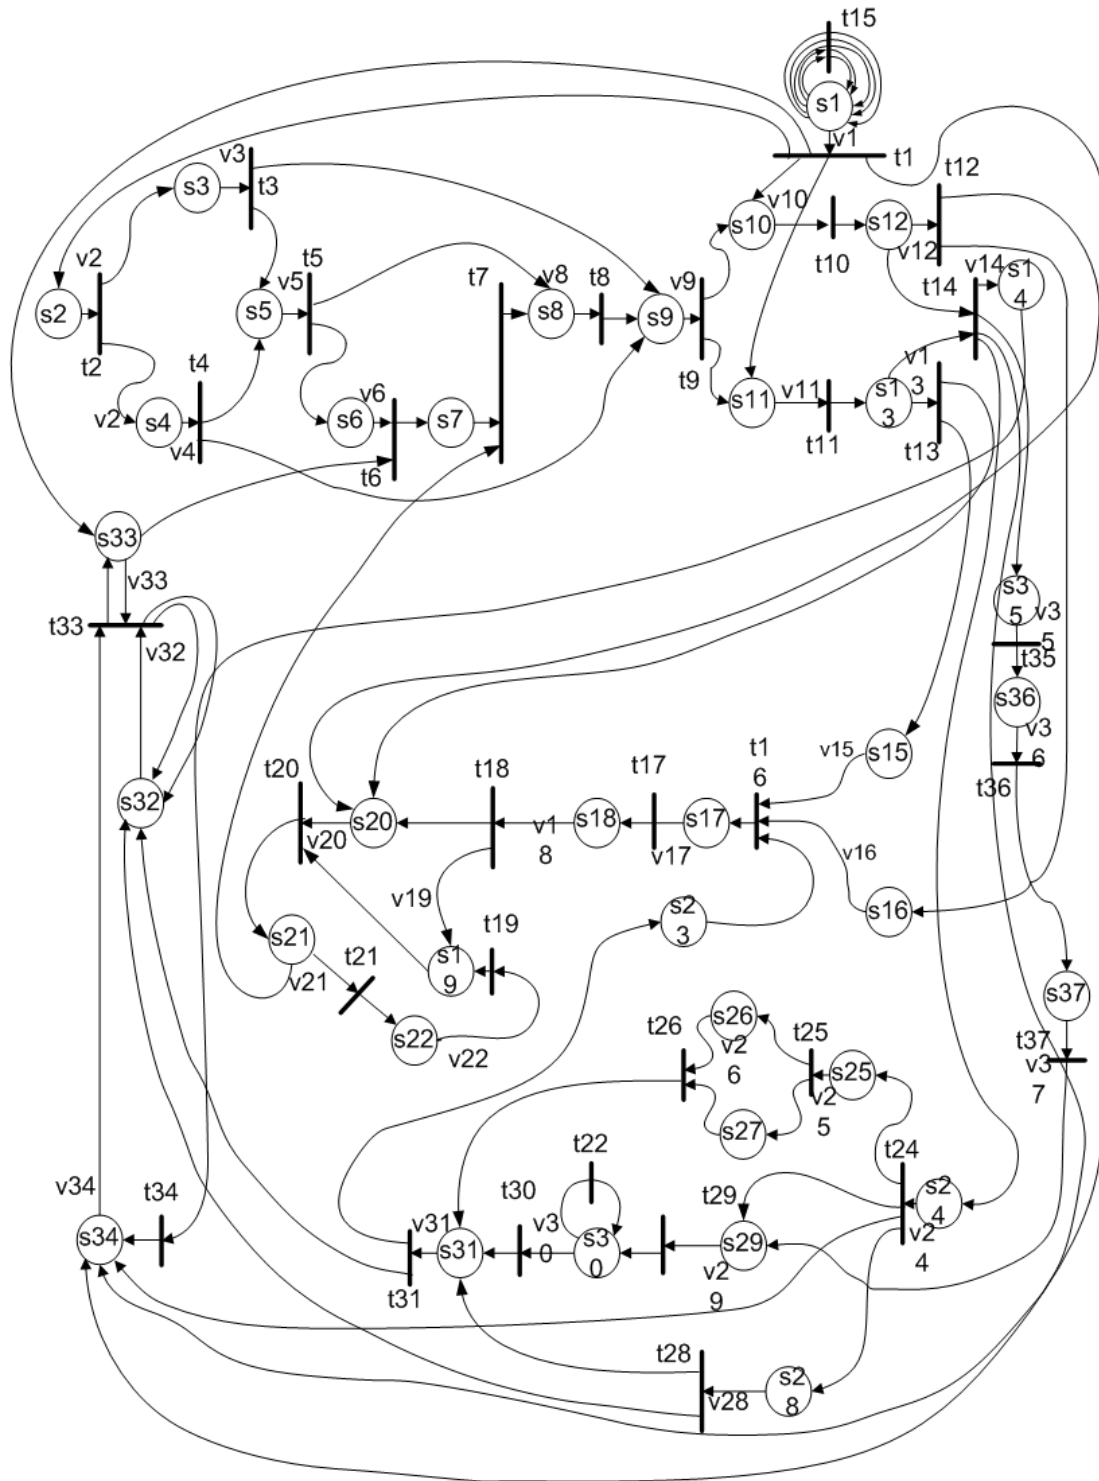 t15
s1
v1
t1
v3
s3
t3
t12
v10
s10
s12
t10
v12
v2
t5
v5
t7
v8
t8
v9
t14
v14
s1
4
s2
s5
s8
s9
t2
t4
t9
v1
3
v2
s4
v4
s6
v6
s7
t6
s11
v11
t11
s1
3
t13
s33
v33
t33
v32
s3
5
v3
5
t35
s36
v3
6
t36
t20
t18
t17
t1
6
v15
s15
s32
v20
s20
v1
8
s18
v17
s17
v19
v16
s16
s2
3
s21
v21
t21
s1
9
t19
s22
v22
s37
t37
v3
7
t26
s26
v2
6
t25
s25
v2
5
s27
t24
s2
4
v2
4
t22
v34
t34
s34
v31
s31
t31
t30
v3
0
s3
0
t29
s29
v2
9
t28
v28
s2
8